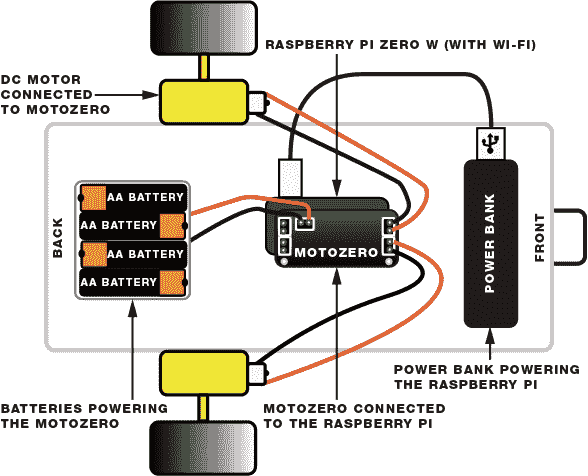 RASPBERRY PI ZERO W (WITH WI-FI)
DC MOTOR
CONNECTED
TO MOTOZERO
BACK
AA BATTERY
AA BATTERY
AA BATTERY
AA BATTERY
MOTOZERO
POWER BANK
FRONT
POWER BANK POWERING
THE RASPBERRY PI
BATTERIES POWERING
THE MOTOZERO
MOTOZERO CONNECTED
TO THE RASPBERRY PI